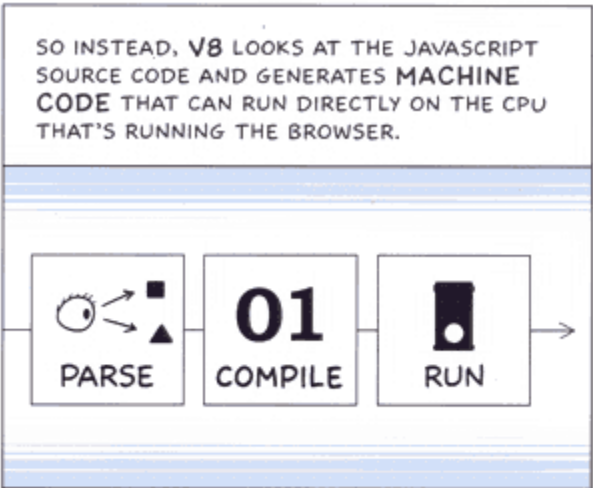 SO INSTEAD, V8 LOOKS AT THE JAVASCRIPT
SOURCE CODE AND GENERATES MACHINE
CODE THAT CAN RUN DIRECTLY ON THE CPU
THAT'S RUNNING THE BROWSER.
01
PARSE
COMPILE
RUN